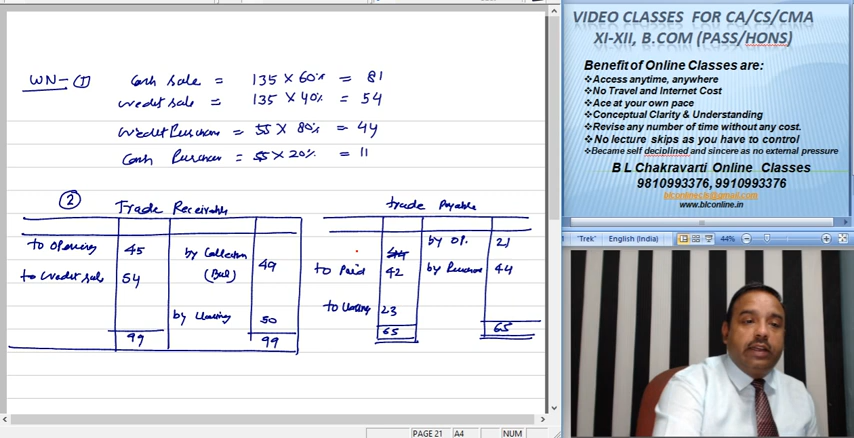 WN-①
Cash sale = 135 X 60% = 81
Credit sale = 135 X 40% = 54
Credit Purchase = 55 X 80% = 44
Cash Purchase = 55 X 20% = 11
②
Trade Receivable
to Opening 45 by Collection (Bal) 49
to Credit sale 54
by Closing 50
99 99
trade Payable
by OP. 21
to Paid 42 by Purchase 44
to Closing 23
65 65
PAGE 21 A4 NUM
VIDEO CLASSES FOR CA/CS/CMA
XI-XII, B.COM (PASS/HONS)
Benefit of Online Classes are:
❖Access anytime, anywhere
❖No Travel and Internet Cost
❖Ace at your own pace
❖Conceptual Clarity & Understanding
❖Revise any number of time without any cost.
❖No lecture skips as you have to control
❖Became self deciplined and sincere as no external pressure
B L Chakravarti Online Classes
9810993376, 9910993376
www.blconline.in
"Trek" English (India) 44%